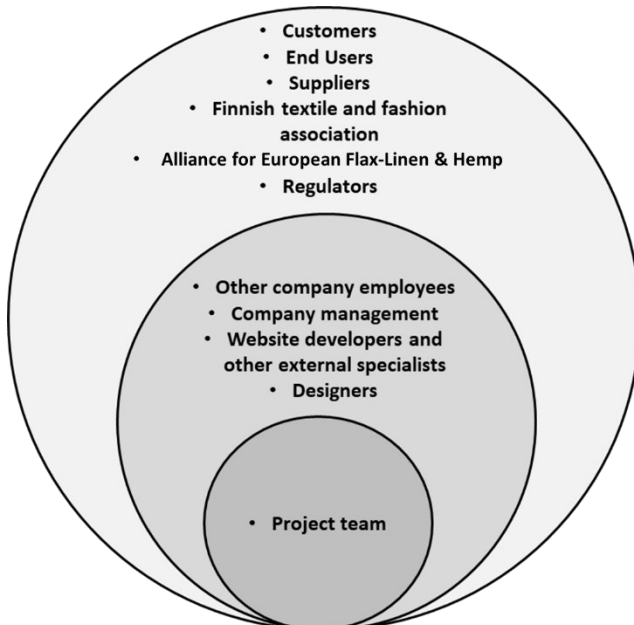 • Customers
• End Users
• Suppliers
• Finnish textile and fashion
association
• Alliance for European Flax-Linen & Hemp
• Regulators
• Other company employees
• Company management
• Website developers and
other external specialists
• Designers
• Project team